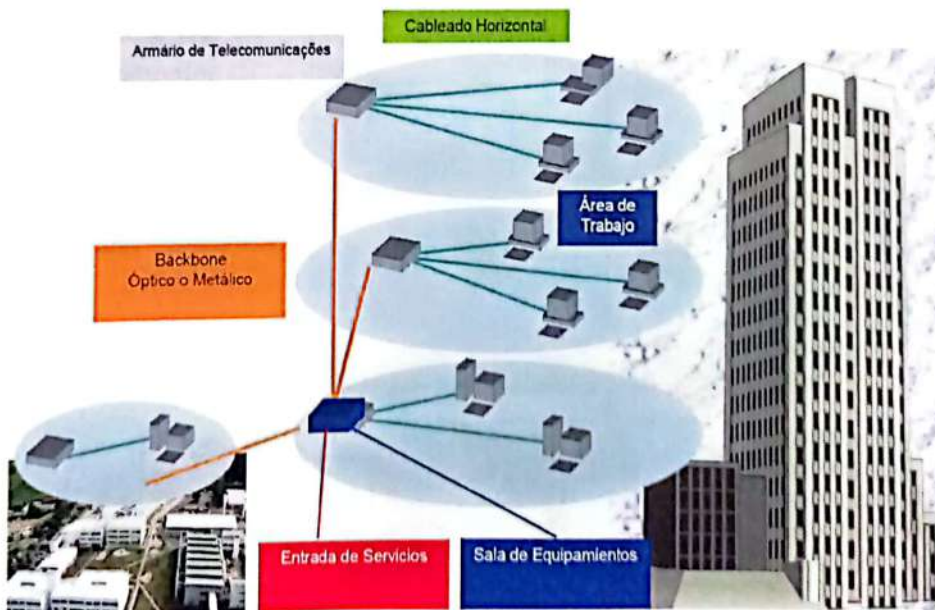 Cableado Horizontal
Armário de Telecomunicações
Área de
Trabajo
Backbone
Óptico o Metálico
Entrada de Servicios
Sala de Equipamientos